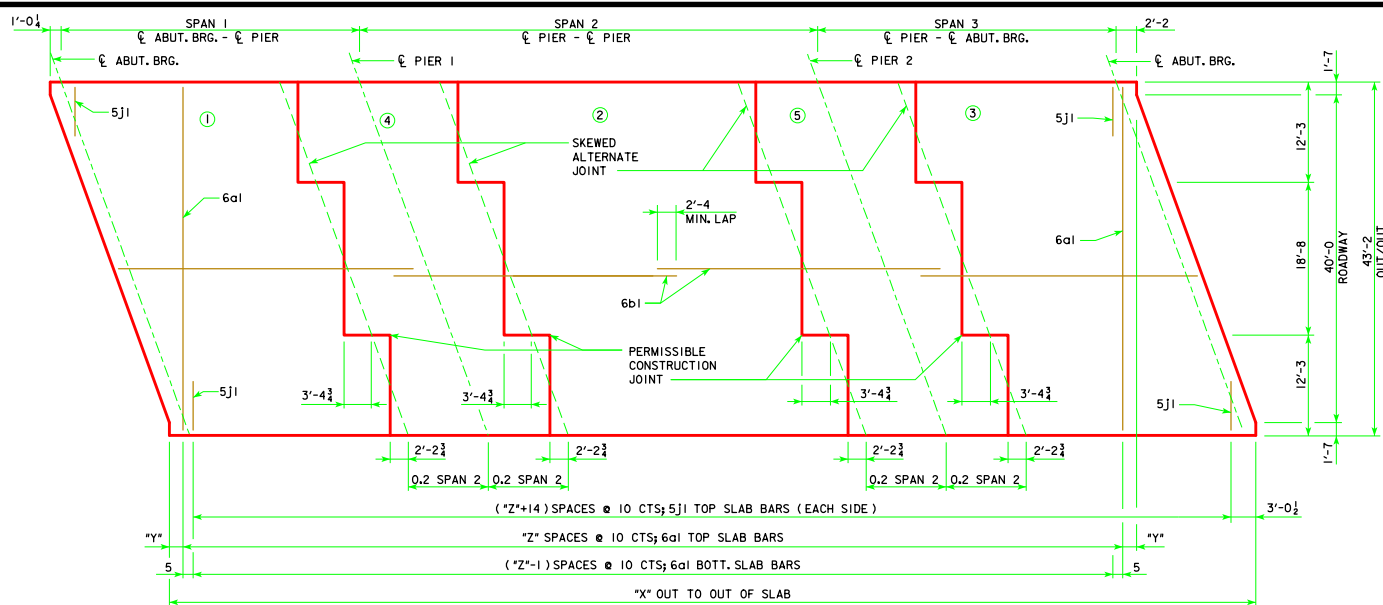 1'-0¼
SPAN 1
℄ ABUT. BRG. - ℄ PIER
SPAN 2
℄ PIER - ℄ PIER
SPAN 3
℄ PIER - ℄ ABUT. BRG.
2'-2
℄ ABUT. BRG.
℄ PIER 1
℄ PIER 2
℄ ABUT. BRG.
1'-7
5j1
1
4
2
5
3
5j1
SKEWED
ALTERNATE
JOINT
12'-3
6a1
2'-4
MIN. LAP
6a1
18'-8
40'-0
ROADWAY
43'-2
OUT/OUT
6b1
PERMISSIBLE
CONSTRUCTION
JOINT
5j1
3'-4¾
3'-4¾
3'-4¾
3'-4¾
5j1
12'-3
1'-7
2'-2¾
2'-2¾
2'-2¾
2'-2¾
0.2 SPAN 2
0.2 SPAN 2
0.2 SPAN 2
0.2 SPAN 2
("Z"+14) SPACES @ 10 CTS; 5j1 TOP SLAB BARS (EACH SIDE)
3'-0½
"Y"
"Z" SPACES @ 10 CTS; 6a1 TOP SLAB BARS
"Y"
5
("Z"-1) SPACES @ 10 CTS; 6a1 BOTT. SLAB BARS
5
"X" OUT TO OUT OF SLAB